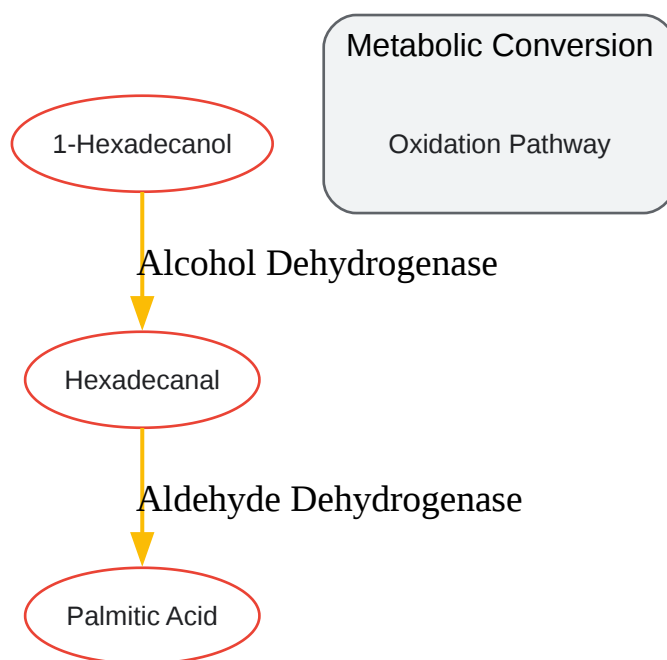 Metabolic Conversion
1-Hexadecanol
Oxidation Pathway
Alcohol Dehydrogenase
Hexadecanal
Aldehyde Dehydrogenase
Palmitic Acid